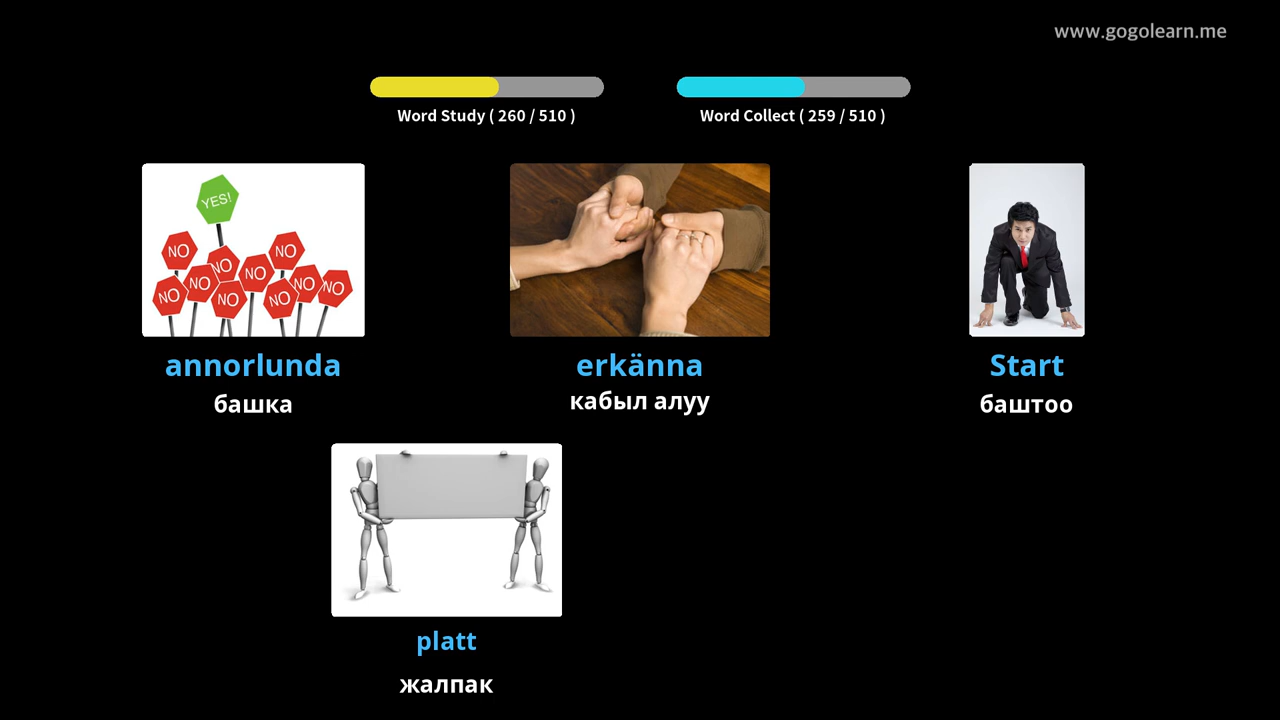 www.gogolearn.me
Word Study ( 260 / 510 )
Word Collect ( 259 / 510 )
YES!
NO
NO
NO
NO
NO
NO
NO
NO
NO
NO
annorlunda
erkänna
Start
башка
кабыл алуу
баштоо
platt
жалпак